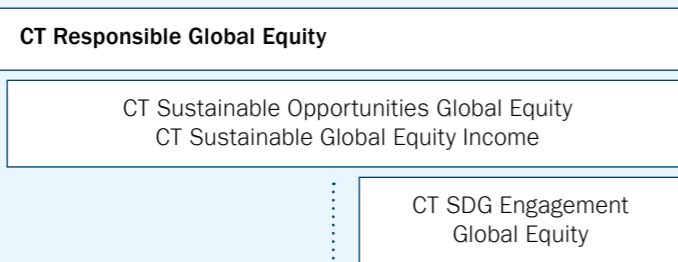 CT Responsible Global Equity
CT Sustainable Opportunities Global Equity
CT Sustainable Global Equity Income
CT SDG Engagement
Global Equity